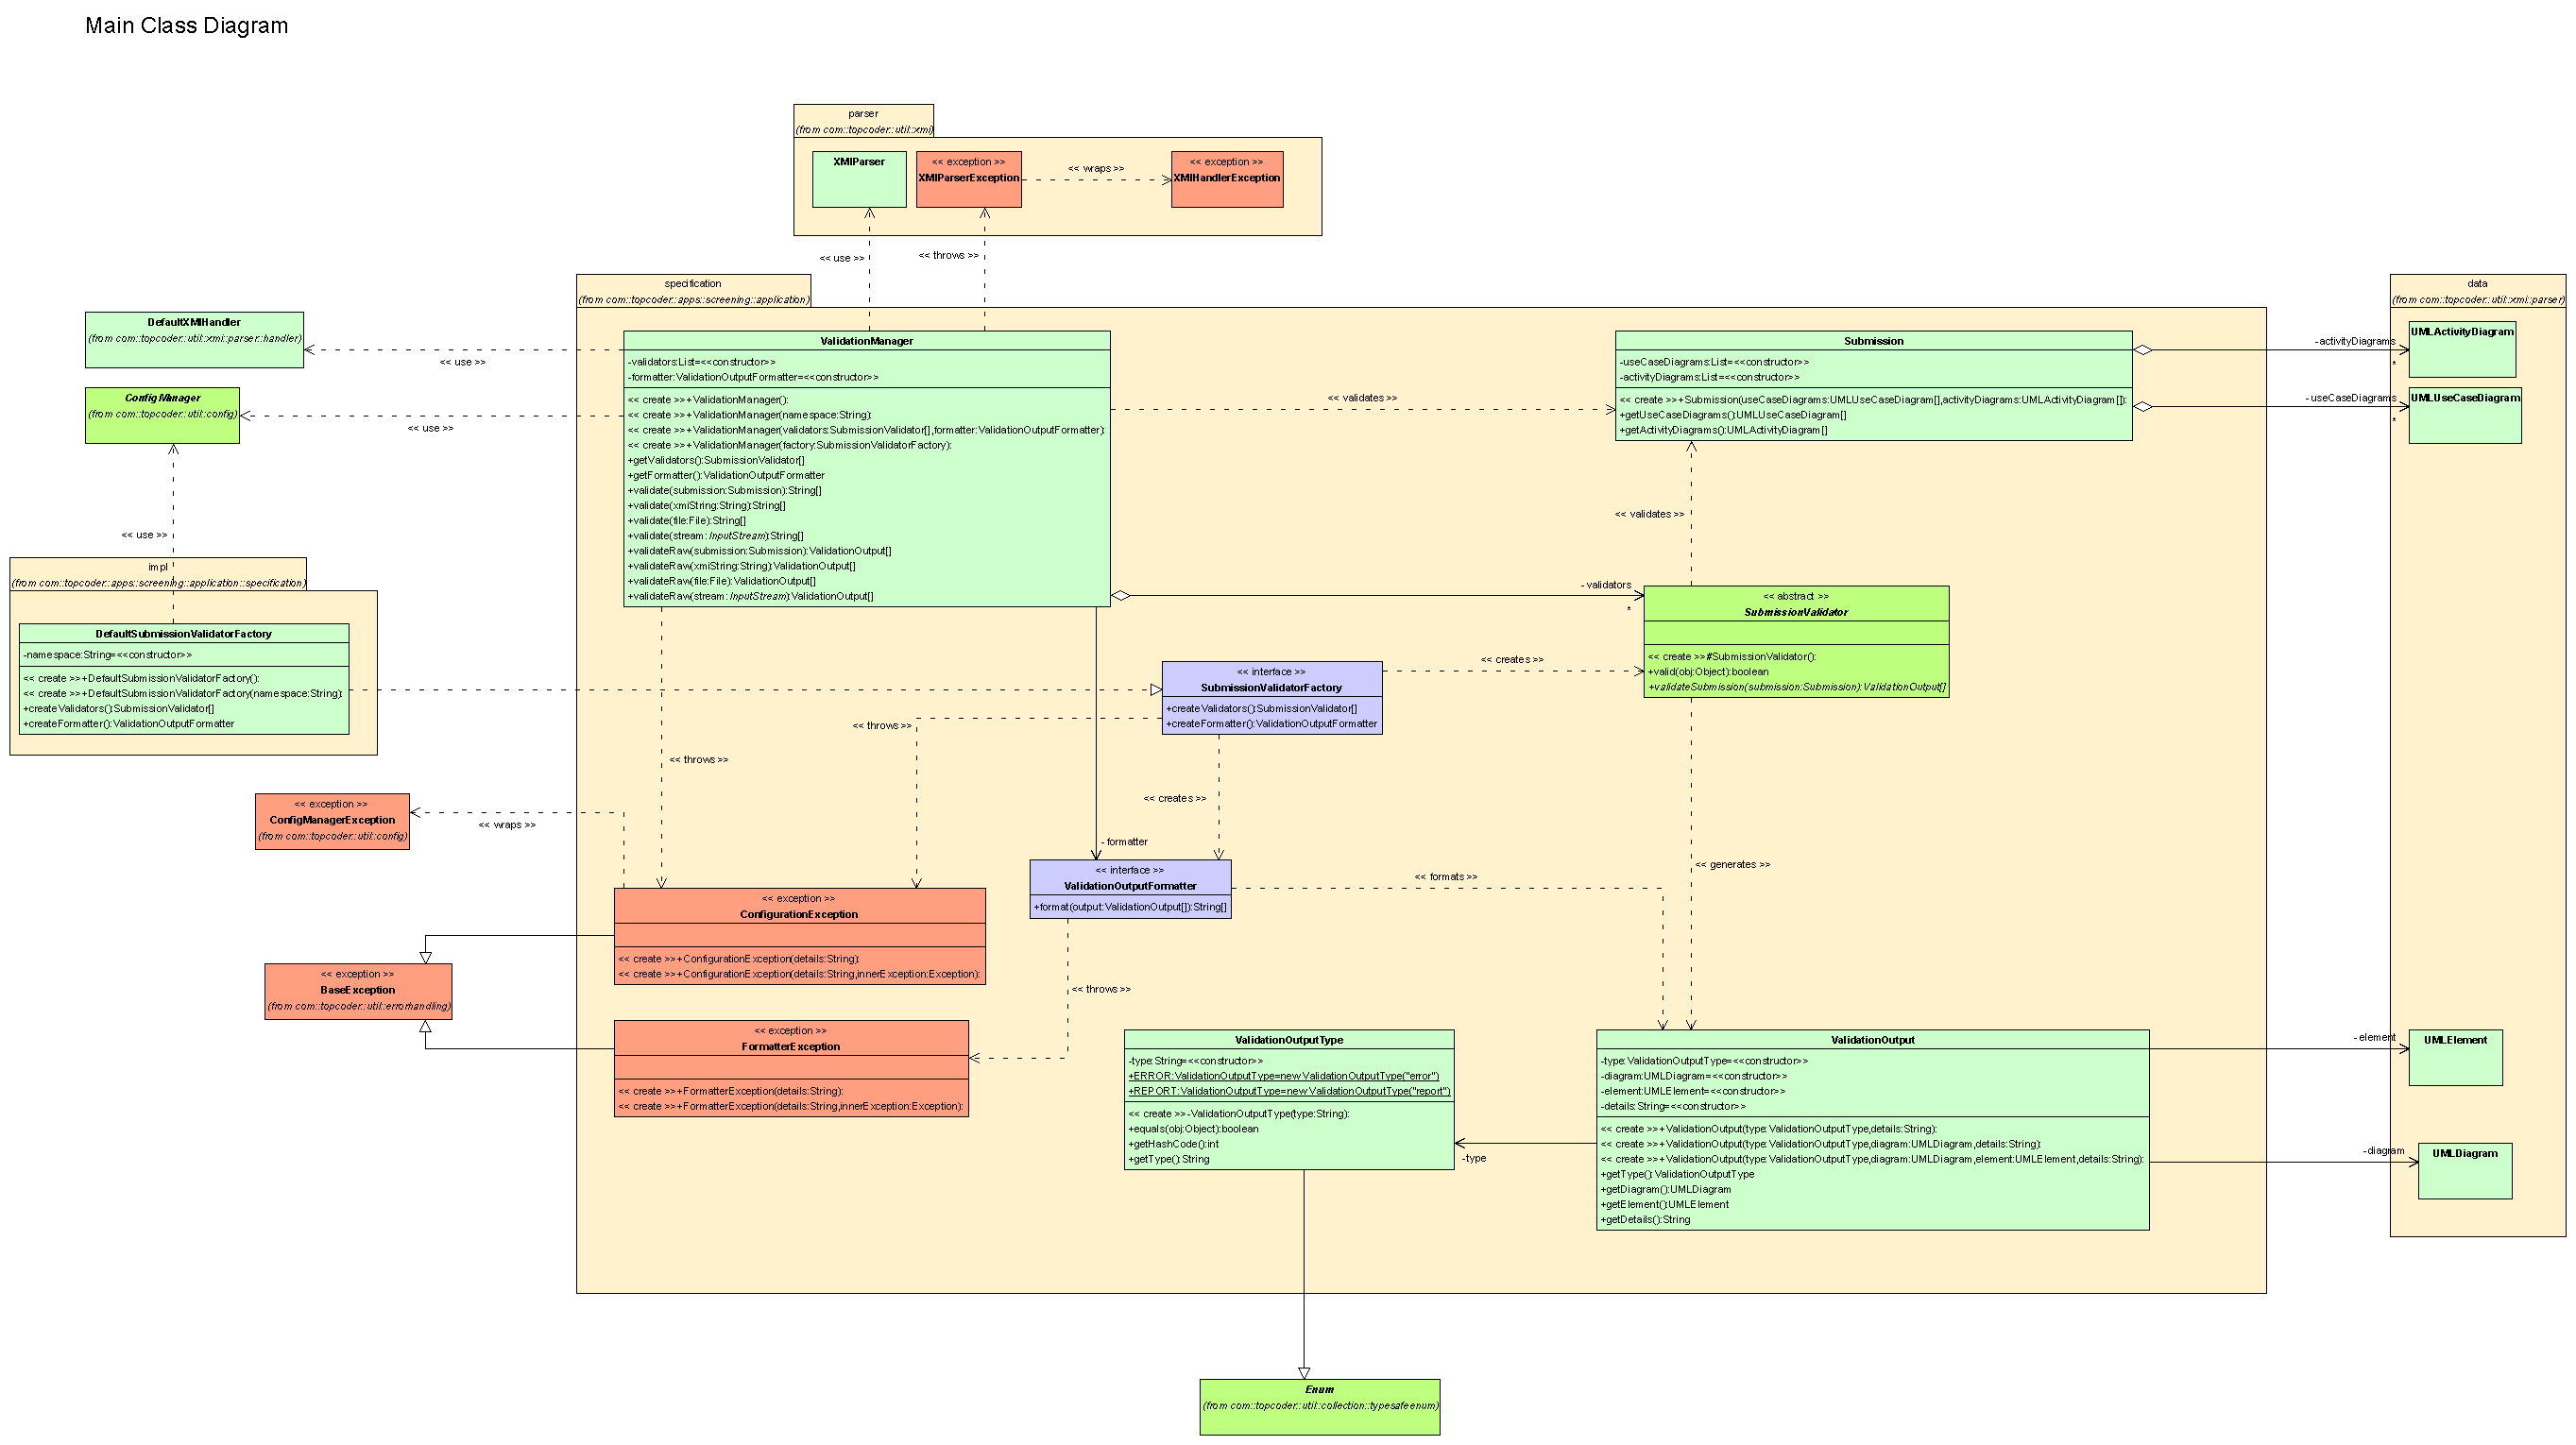 Main Class Diagram
parser
(from com::topcoder::util::xmi)
XMIParser
<< exception >>
XMIParserException
<< wraps >>
<< exception >>
XMIHandlerException
<< use >>
<< throws >>
specification
(from com::topcoder::apps::screening::application)
data
(from com::topcoder::util::xmi::parser)
DefaultXMIHandler
(from com::topcoder::util::xmi::parser::handler)
<< use >>
ConfigManager
(from com::topcoder::util::config)
<< use >>
<< use >>
ValidationManager
-validators:List=<<constructor>>
-formatter:ValidationOutputFormatter=<<constructor>>
<< create >>+ValidationManager():
<< create >>+ValidationManager(namespace:String):
<< create >>+ValidationManager(validators:SubmissionValidator[],formatter:ValidationOutputFormatter):
<< create >>+ValidationManager(factory:SubmissionValidatorFactory):
+getValidators():SubmissionValidator[]
+getFormatter():ValidationOutputFormatter
+validate(submission:Submission):String[]
+validate(xmiString:String):String[]
+validate(file:File):String[]
+validate(stream:InputStream):String[]
+validateRaw(submission:Submission):ValidationOutput[]
+validateRaw(xmiString:String):ValidationOutput[]
+validateRaw(file:File):ValidationOutput[]
+validateRaw(stream:InputStream):ValidationOutput[]
<< validates >>
Submission
-useCaseDiagrams:List=<<constructor>>
-activityDiagrams:List=<<constructor>>
<< create >>+Submission(useCaseDiagrams:UMLUseCaseDiagram[],activityDiagrams:UMLActivityDiagram[]):
+getUseCaseDiagrams():UMLUseCaseDiagram[]
+getActivityDiagrams():UMLActivityDiagram[]
-activityDiagrams
*
UMLActivityDiagram
-useCaseDiagrams
*
UMLUseCaseDiagram
<< validates >>
impl
(from com::topcoder::apps::screening::application::specification)
DefaultSubmissionValidatorFactory
-namespace:String=<<constructor>>
<< create >>+DefaultSubmissionValidatorFactory():
<< create >>+DefaultSubmissionValidatorFactory(namespace:String):
+createValidators():SubmissionValidator[]
+createFormatter():ValidationOutputFormatter
- validators
*
<< abstract >>
SubmissionValidator
<< create >>#SubmissionValidator():
+valid(obj:Object):boolean
+validateSubmission(submission:Submission):ValidationOutput[]
<< interface >>
SubmissionValidatorFactory
+createValidators():SubmissionValidator[]
+createFormatter():ValidationOutputFormatter
<< creates >>
<< throws >>
<< throws >>
<< creates >>
<< exception >>
ConfigManagerException
(from com::topcoder::util::config)
<< wraps >>
- formatter
<< interface >>
ValidationOutputFormatter
+format(output:ValidationOutput[]):String[]
<< formats >>
<< generates >>
<< exception >>
ConfigurationException
<< create >>+ConfigurationException(details:String):
<< create >>+ConfigurationException(details:String,innerException:Exception):
<< exception >>
BaseException
(from com::topcoder::util::errorhandling)
<< throws >>
<< exception >>
FormatterException
<< create >>+FormatterException(details:String):
<< create >>+FormatterException(details:String,innerException:Exception):
ValidationOutputType
-type:String=<<constructor>>
+ERROR:ValidationOutputType=new ValidationOutputType("error")
+REPORT:ValidationOutputType=new ValidationOutputType("report")
<< create >>-ValidationOutputType(type:String):
+equals(obj:Object):boolean
+getHashCode():int
+getType():String
-type
ValidationOutput
-type:ValidationOutputType=<<constructor>>
-diagram:UMLDiagram=<<constructor>>
-element:UMLElement=<<constructor>>
-details:String=<<constructor>>
<< create >>+ValidationOutput(type:ValidationOutputType,details:String):
<< create >>+ValidationOutput(type:ValidationOutputType,diagram:UMLDiagram,details:String):
<< create >>+ValidationOutput(type:ValidationOutputType,diagram:UMLDiagram,element:UMLElement,details:String):
+getType():ValidationOutputType
+getDiagram():UMLDiagram
+getElement():UMLElement
+getDetails():String
-element
UMLElement
-diagram
UMLDiagram
Enum
(from com::topcoder::util::collection::typesafeenum)